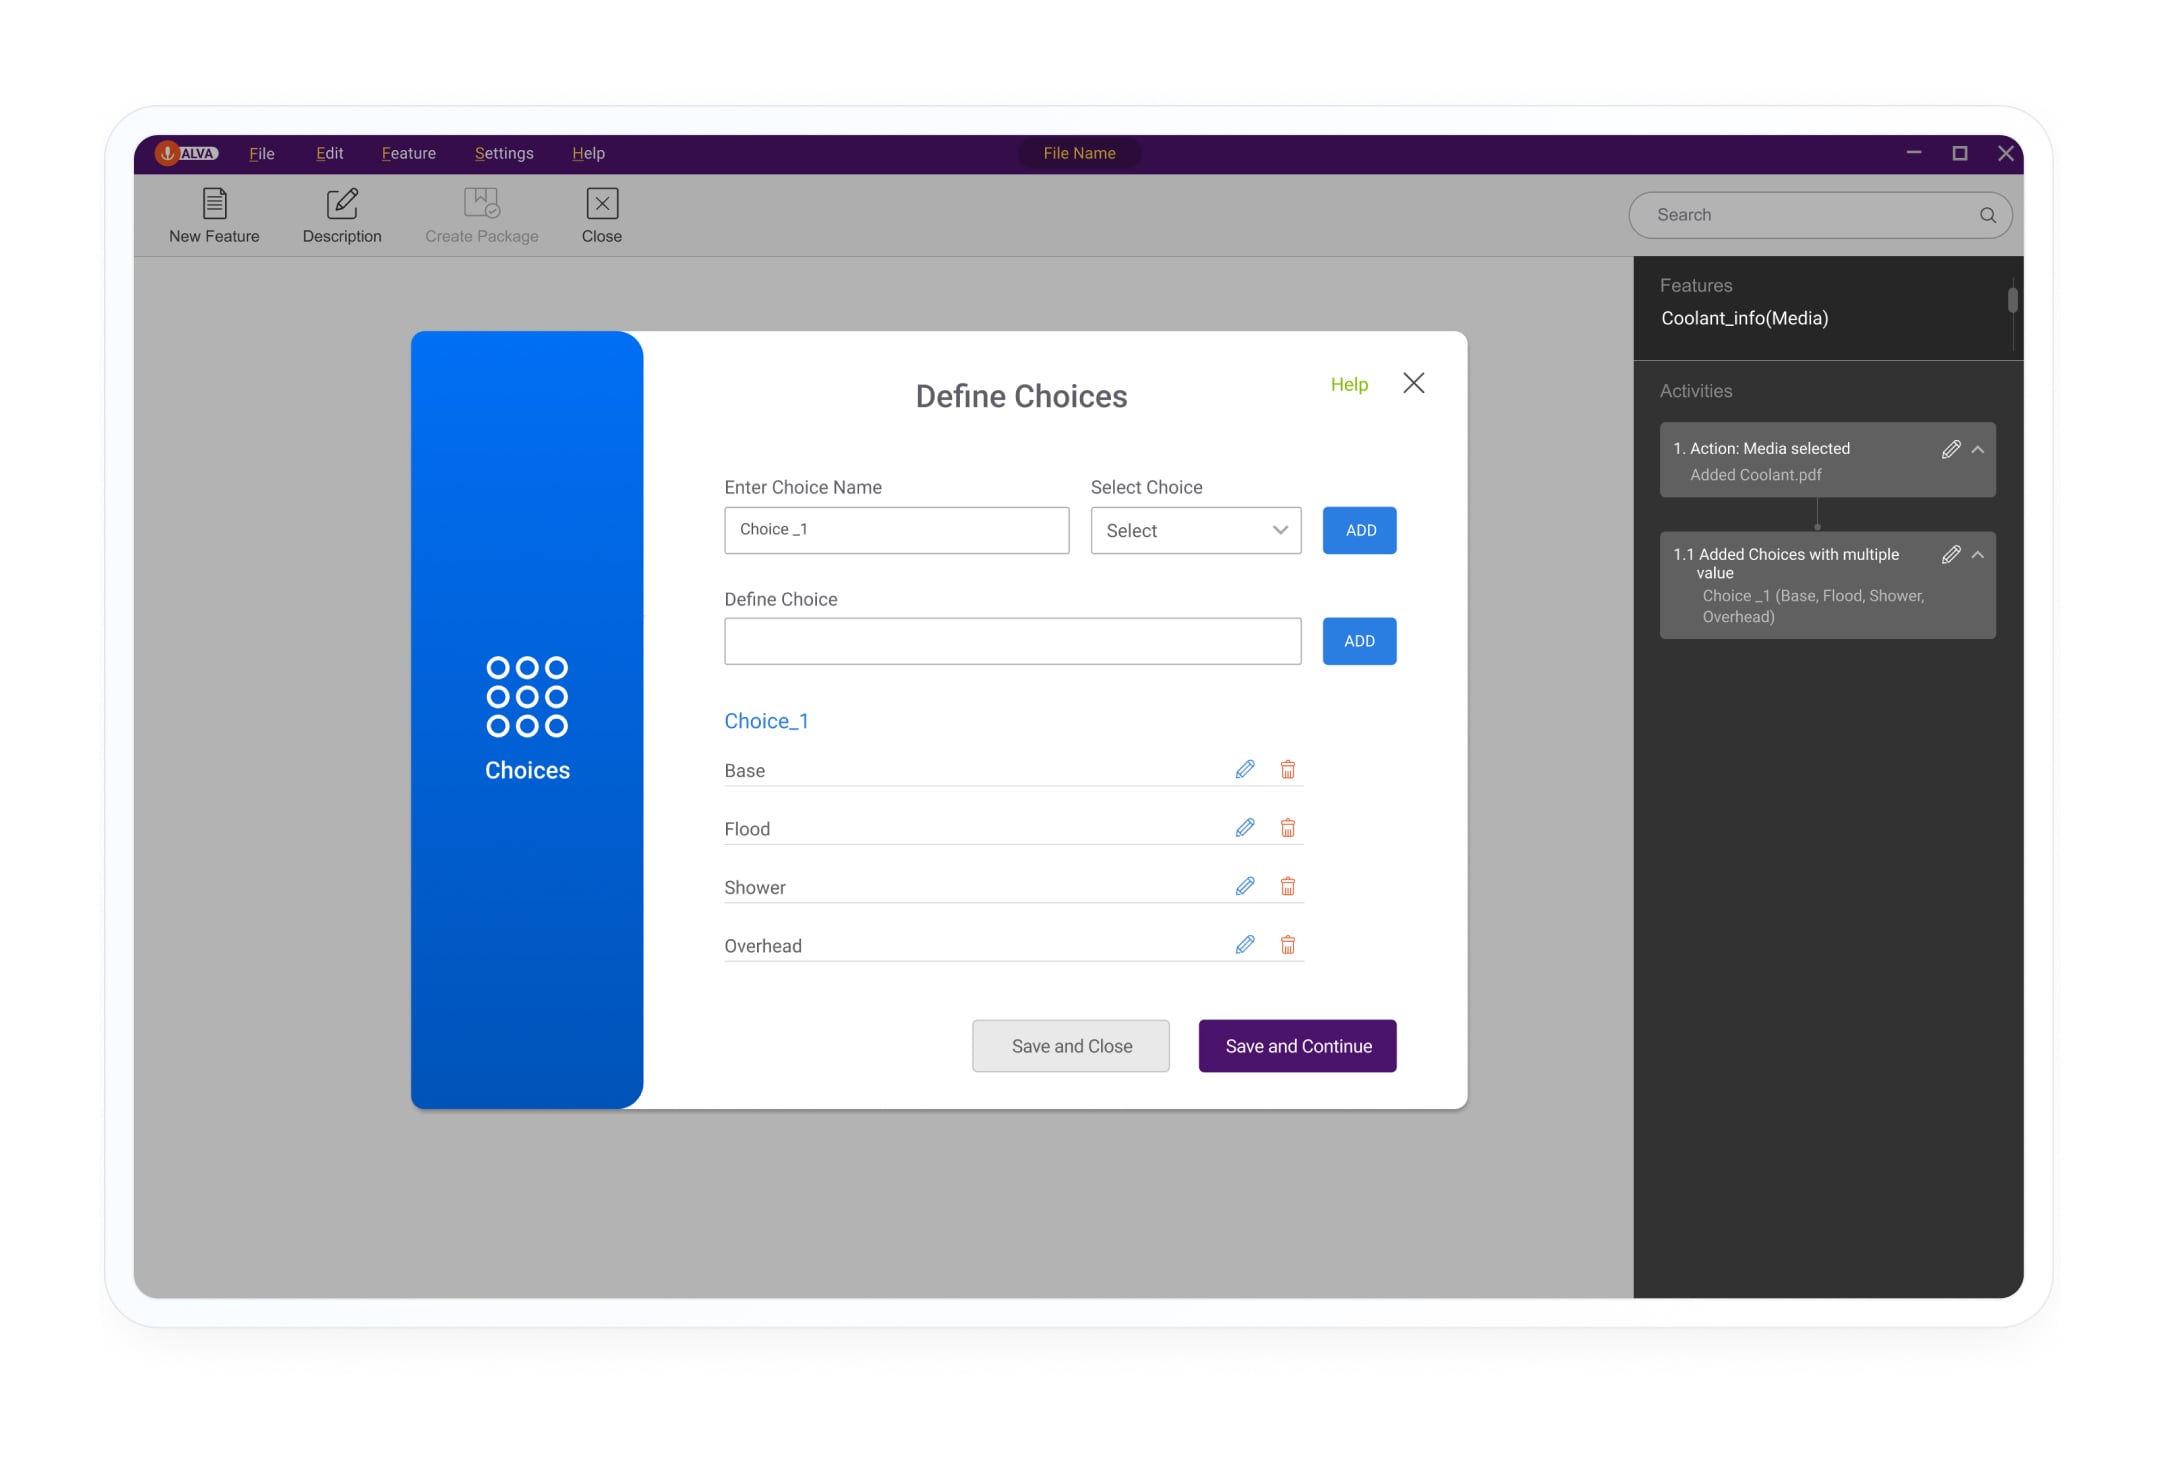 ALVA File Edit Feature Settings Help File Name
New Feature Description Create Package Close Search
Features
Coolant_info(Media)
Activities
1. Action: Media selected
Added Coolant.pdf
1.1 Added Choices with multiple
value
Choice _1 (Base, Flood, Shower,
Overhead)
Choices
Define Choices
Help
Enter Choice Name Select Choice
Choice _1 Select ADD
Define Choice
ADD
Choice_1
Base
Flood
Shower
Overhead
Save and Close Save and Continue